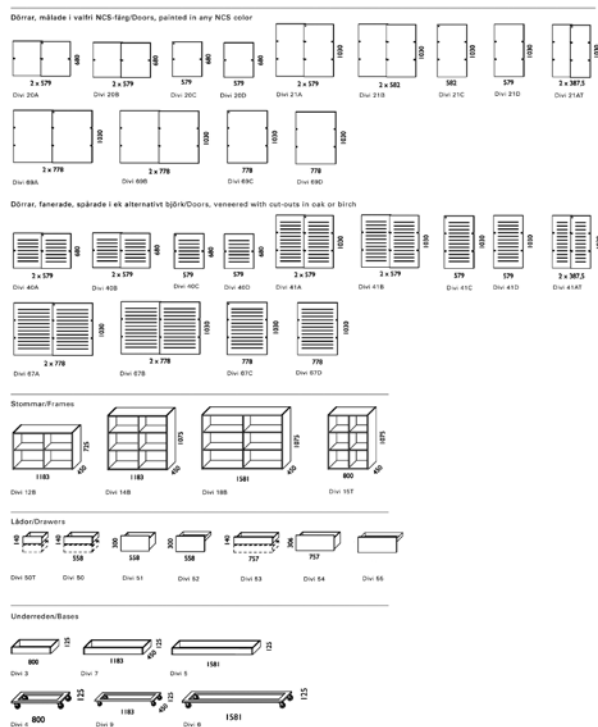 Dörrar, målade i valfri NCS-färg/Doors, painted in any NCS color
680 680 680 680 1030 1030 1030 1030 1030
2 x 579 2 x 579 579 579 2 x 579 2 x 582 582 579 2 x 387,5
Divi 20A Divi 20B Divi 20C Divi 20D Divi 21A Divi 21B Divi 21C Divi 21D Divi 21AT
1030 1030 1030 1030
2 x 778 2 x 778 778 778
Divi 69A Divi 69B Divi 69C Divi 69D
Dörrar, fanerade, spårade i ek alternativt björk/Doors, veneered with cut-outs in oak or birch
680 680 680 680 1030 1030 1030 1030
2 x 579 2 x 579 579 579 2 x 579 2 x 579 579 579 2 x 387,5
Divi 40A Divi 40B Divi 40C Divi 40D Divi 41A Divi 41B Divi 41C Divi 41D Divi 41AT
1030 1030 1030 1030
2 x 778 2 x 778 778 778
Divi 67A Divi 67B Divi 67C Divi 67D
Stommar/Frames
725 1075 1075 1075
1183 450 1183 450 1581 450 800 450
Divi 12B Divi 14B Divi 18B Divi 15T
Lådor/Drawers
140 140 300 300 140 306
558 558 558 757 757
Divi 50T Divi 50 Divi 51 Divi 52 Divi 53 Divi 54 Divi 55
Underreden/Bases
125 125 125
800 1183 450 1581
Divi 3 Divi 7 Divi 5
125 125 125
800 1183 450 1581
Divi 4 Divi 9 Divi 6